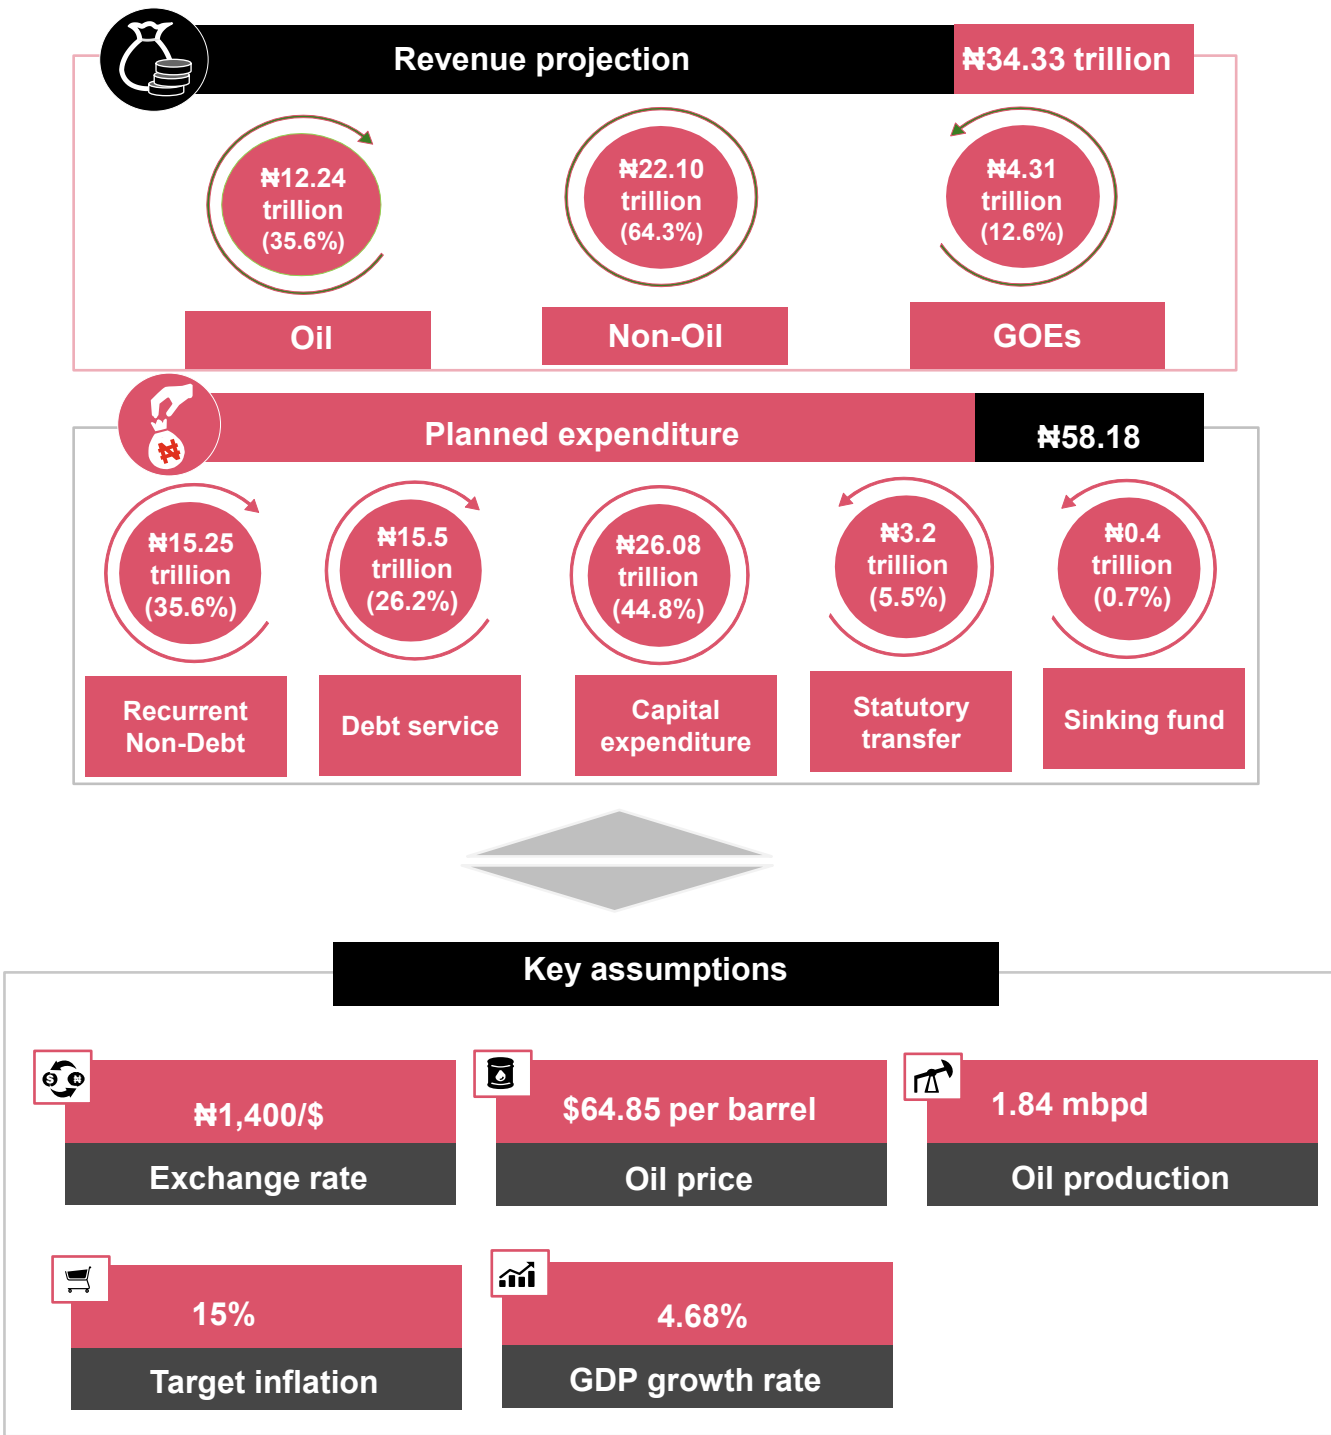 Revenue projection
₦34.33 trillion
₦12.24
trillion
(35.6%)
Oil
₦22.10
trillion
(64.3%)
Non-Oil
₦4.31
trillion
(12.6%)
GOEs
₦
Planned expenditure
₦58.18
₦15.25
trillion
(35.6%)
Recurrent
Non-Debt
₦15.5
trillion
(26.2%)
Debt service
₦26.08
trillion
(44.8%)
Capital
expenditure
₦3.2
trillion
(5.5%)
Statutory
transfer
₦0.4
trillion
(0.7%)
Sinking fund
Key assumptions
$ ₦
₦1,400/$
Exchange rate
$64.85 per barrel
Oil price
1.84 mbpd
Oil production
15%
Target inflation
4.68%
GDP growth rate